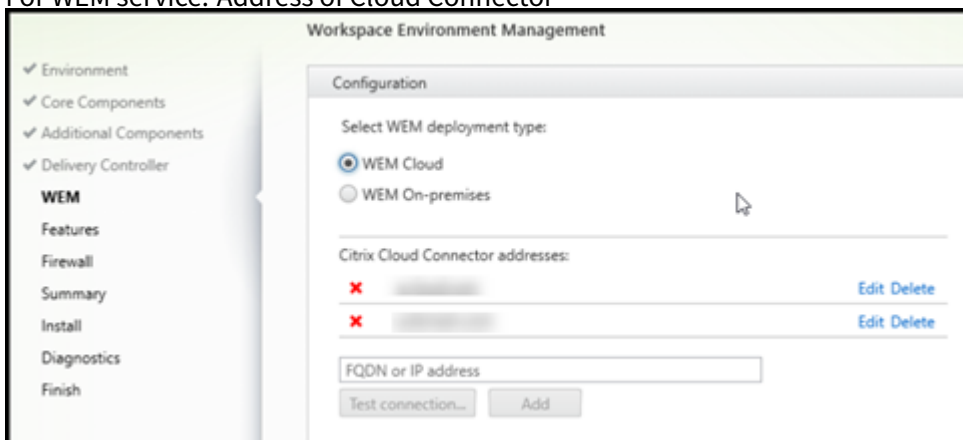 For WEM service: Address of Cloud Connector
Workspace Environment Management
Environment
Core Components
Additional Components
Delivery Controller
WEM
Features
Firewall
Summary
Install
Diagnostics
Finish
Configuration
Select WEM deployment type:
WEM Cloud
WEM On-premises
Citrix Cloud Connector addresses:
Edit Delete
Edit Delete
FQDN or IP address
Test connection... Add